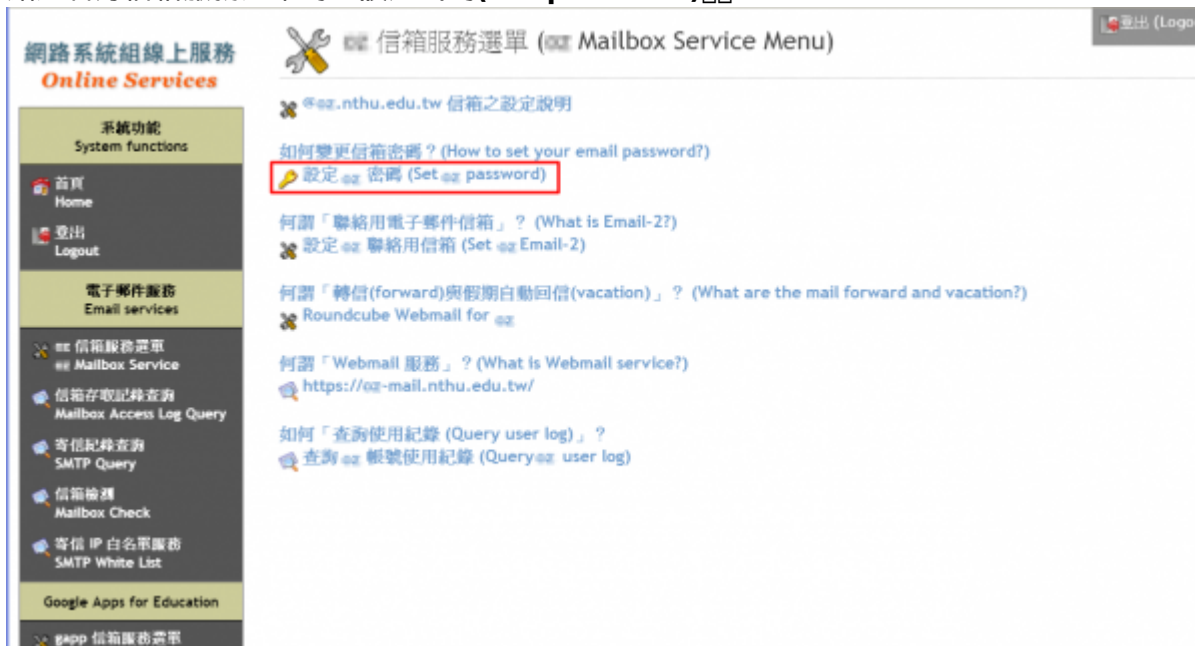 (
登出 (Logo
網路系統組線上服務
Online Services
信箱服務選單 ( Mailbox Service Menu)
系統功能
System functions
首頁
Home
登出
Logout
電子郵件服務
Email services
信箱服務選單
Mailbox Service
信箱存取記錄查詢
Mailbox Access Log Query
寄信紀錄查詢
SMTP Query
信箱檢測
Mailbox Check
寄信 IP 白名單服務
SMTP White List
Google Apps for Education
gapp 信箱服務選單
@oz.nthu.edu.tw 信箱之設定說明
如何變更信箱密碼？(How to set your email password?)
設定 oz 密碼 (Set oz password)
何謂「聯絡用電子郵件信箱」？ (What is Email-2?)
設定 oz 聯絡用信箱 (Set oz Email-2)
何謂「轉信(forward)與假期自動回信(vacation)」？ (What are the mail forward and vacation?)
Roundcube Webmail for oz
何謂「Webmail 服務」？(What is Webmail service?)
https://oz-mail.nthu.edu.tw/
如何「查詢使用紀錄 (Query user log)」？
查詢 oz 帳號使用紀錄 (Query oz user log)